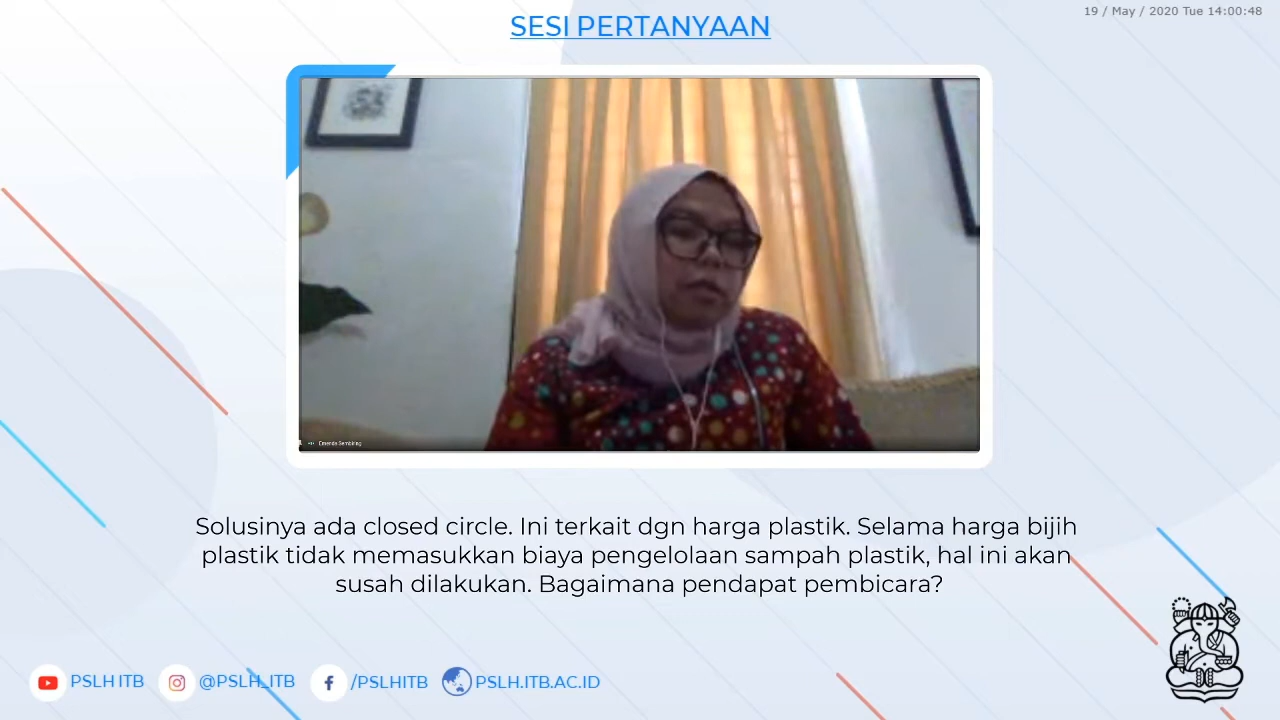 SESI PERTANYAAN
19 / May / 2020 Tue 14:00:48
Emenda Sembiring
Solusinya ada closed circle. Ini terkait dgn harga plastik. Selama harga bijih
plastik tidak memasukkan biaya pengelolaan sampah plastik, hal ini akan
susah dilakukan. Bagaimana pendapat pembicara?
PSLH ITB @PSLH_ITB /PSLHITB PSLH.ITB.AC.ID